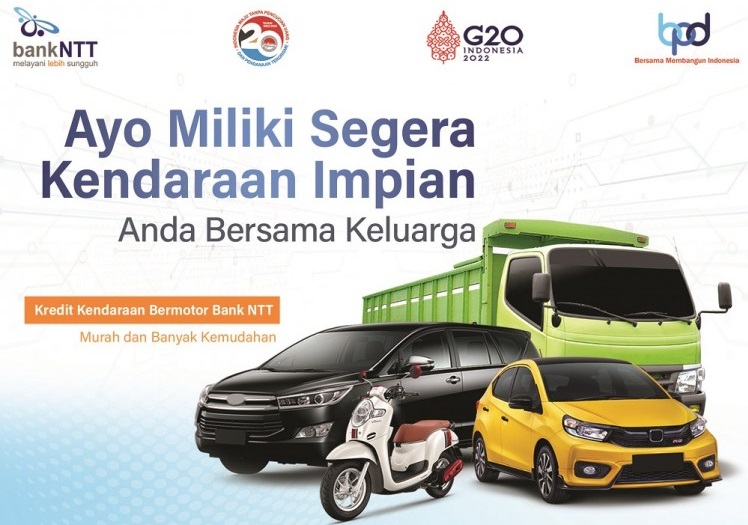 bankNTT
melayani lebih sungguh
G20
INDONESIA
2022
bpd
Bersama Membangun Indonesia
Ayo Miliki Segera
Kendaraan Impian
Anda Bersama Keluarga
Kredit Kendaraan Bermotor Bank NTT
Murah dan Banyak Kemudahan